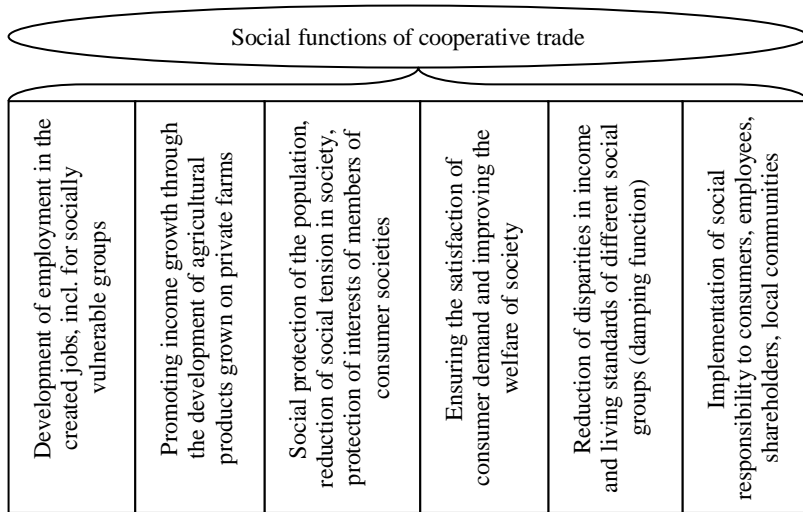 Social functions of cooperative trade
Development of employment in the
created jobs, incl. for socially
vulnerable groups
Promoting income growth through
the development of agricultural
products grown on private farms
Social protection of the population,
reduction of social tension in society,
protection of interests of members of
consumer societies
Ensuring the satisfaction of
consumer demand and improving the
welfare of society
Reduction of disparities in income
and living standards of different social
groups (damping function)
Implementation of social
responsibility to consumers, employees,
shareholders, local communities